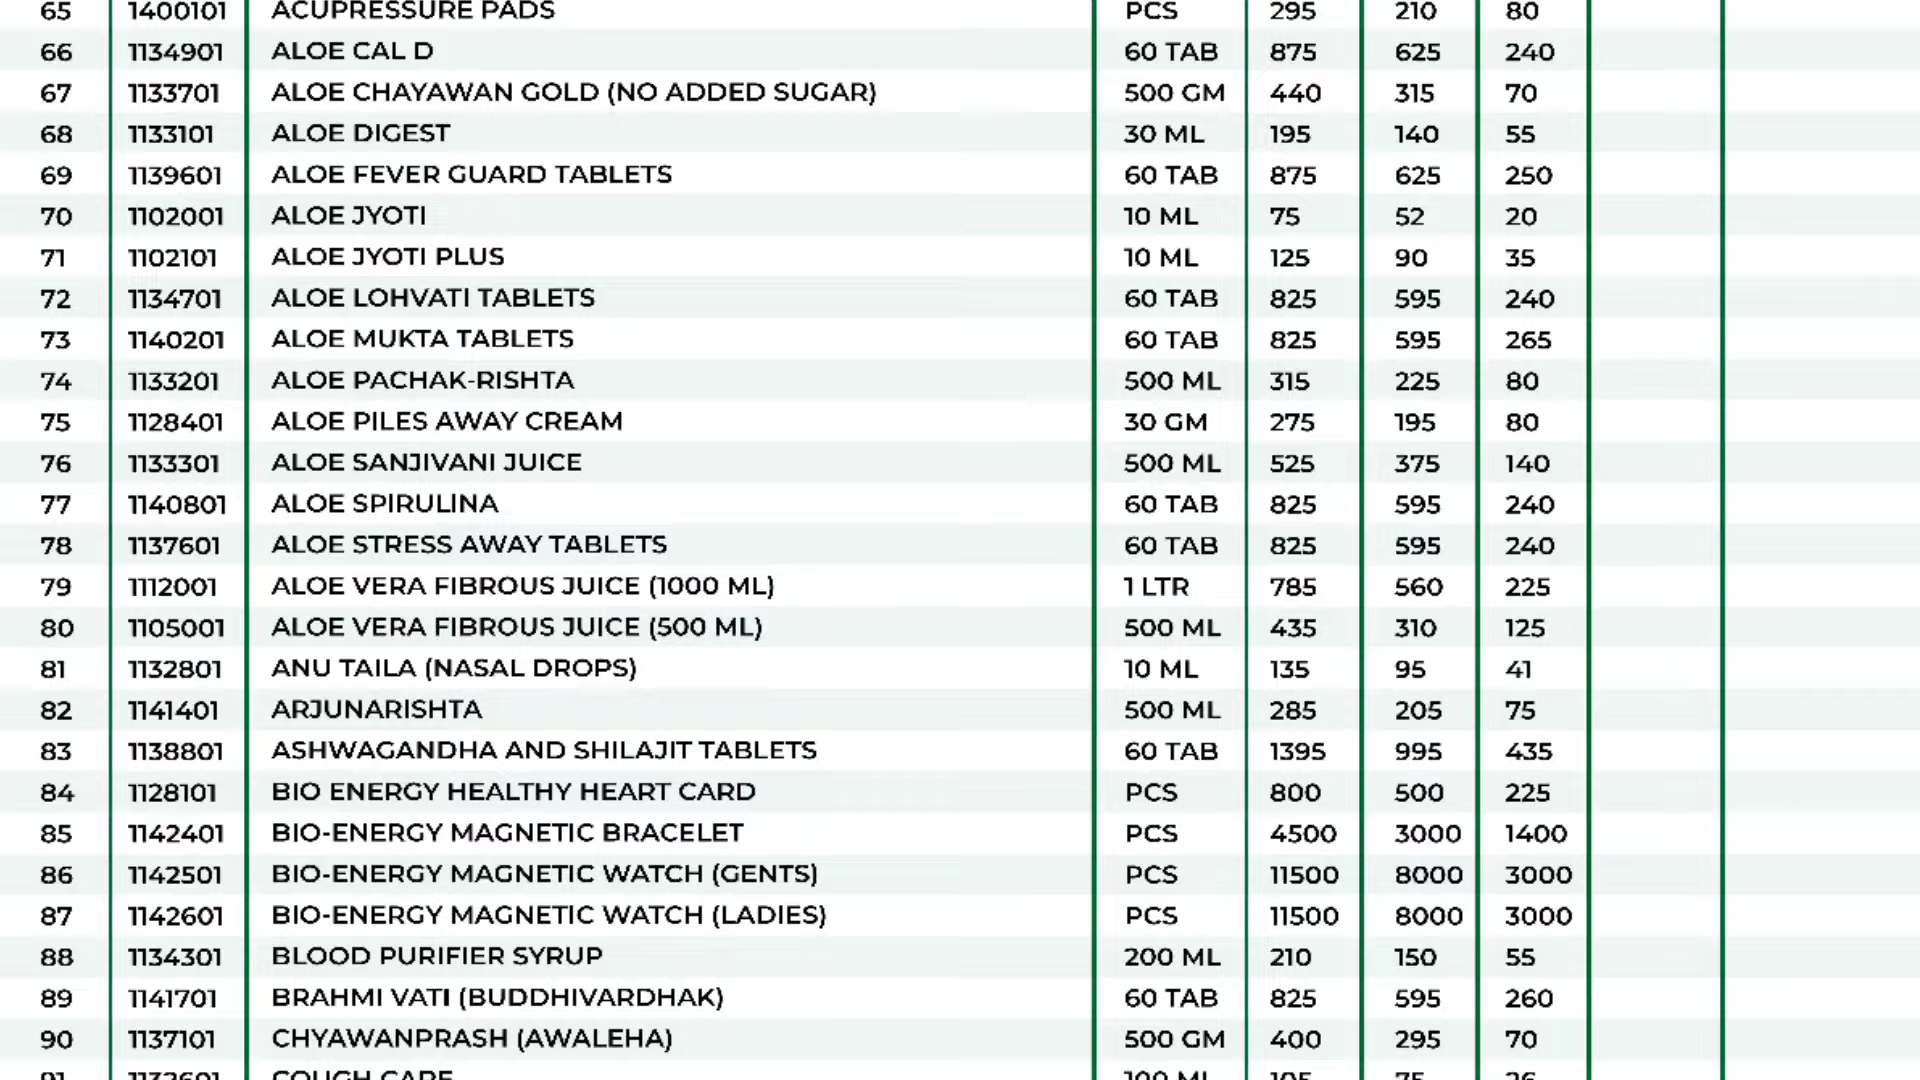 65 1400101 ACUPRESSURE PADS PCS 295 210 80
66 1134901 ALOE CAL D 60 TAB 875 625 240
67 1133701 ALOE CHAYAWAN GOLD (NO ADDED SUGAR) 500 GM 440 315 70
68 1133101 ALOE DIGEST 30 ML 195 140 55
69 1139601 ALOE FEVER GUARD TABLETS 60 TAB 875 625 250
70 1102001 ALOE JYOTI 10 ML 75 52 20
71 1102101 ALOE JYOTI PLUS 10 ML 125 90 35
72 1134701 ALOE LOHVATI TABLETS 60 TAB 825 595 240
73 1140201 ALOE MUKTA TABLETS 60 TAB 825 595 265
74 1133201 ALOE PACHAK-RISHTA 500 ML 315 225 80
75 1128401 ALOE PILES AWAY CREAM 30 GM 275 195 80
76 1133301 ALOE SANJIVANI JUICE 500 ML 525 375 140
77 1140801 ALOE SPIRULINA 60 TAB 825 595 240
78 1137601 ALOE STRESS AWAY TABLETS 60 TAB 825 595 240
79 1112001 ALOE VERA FIBROUS JUICE (1000 ML) 1 LTR 785 560 225
80 1105001 ALOE VERA FIBROUS JUICE (500 ML) 500 ML 435 310 125
81 1132801 ANU TAILA (NASAL DROPS) 10 ML 135 95 41
82 1141401 ARJUNARISHTA 500 ML 285 205 75
83 1138801 ASHWAGANDHA AND SHILAJIT TABLETS 60 TAB 1395 995 435
84 1128101 BIO ENERGY HEALTHY HEART CARD PCS 800 500 225
85 1142401 BIO-ENERGY MAGNETIC BRACELET PCS 4500 3000 1400
86 1142501 BIO-ENERGY MAGNETIC WATCH (GENTS) PCS 11500 8000 3000
87 1142601 BIO-ENERGY MAGNETIC WATCH (LADIES) PCS 11500 8000 3000
88 1134301 BLOOD PURIFIER SYRUP 200 ML 210 150 55
89 1141701 BRAHMI VATI (BUDDHIVARDHAK) 60 TAB 825 595 260
90 1137101 CHYAWANPRASH (AWALEHA) 500 GM 400 295 70
91 COUGH CARE 100 ML